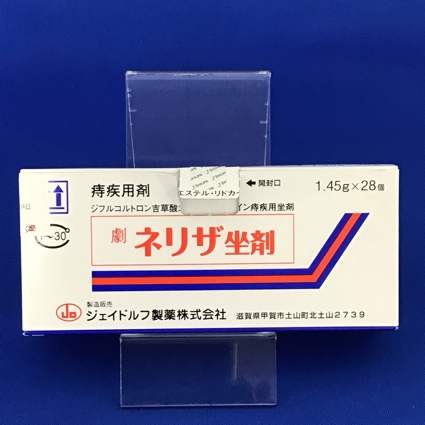 痔疾用剤
開封口
1.45g×28個
ジフルコルトロン吉草酸エステル・リドカイン痔疾用坐剤
劇 ネリザ坐剤
1~30°
製造販売
JD ジェイドルフ製薬株式会社
滋賀県甲賀市土山町北土山2739